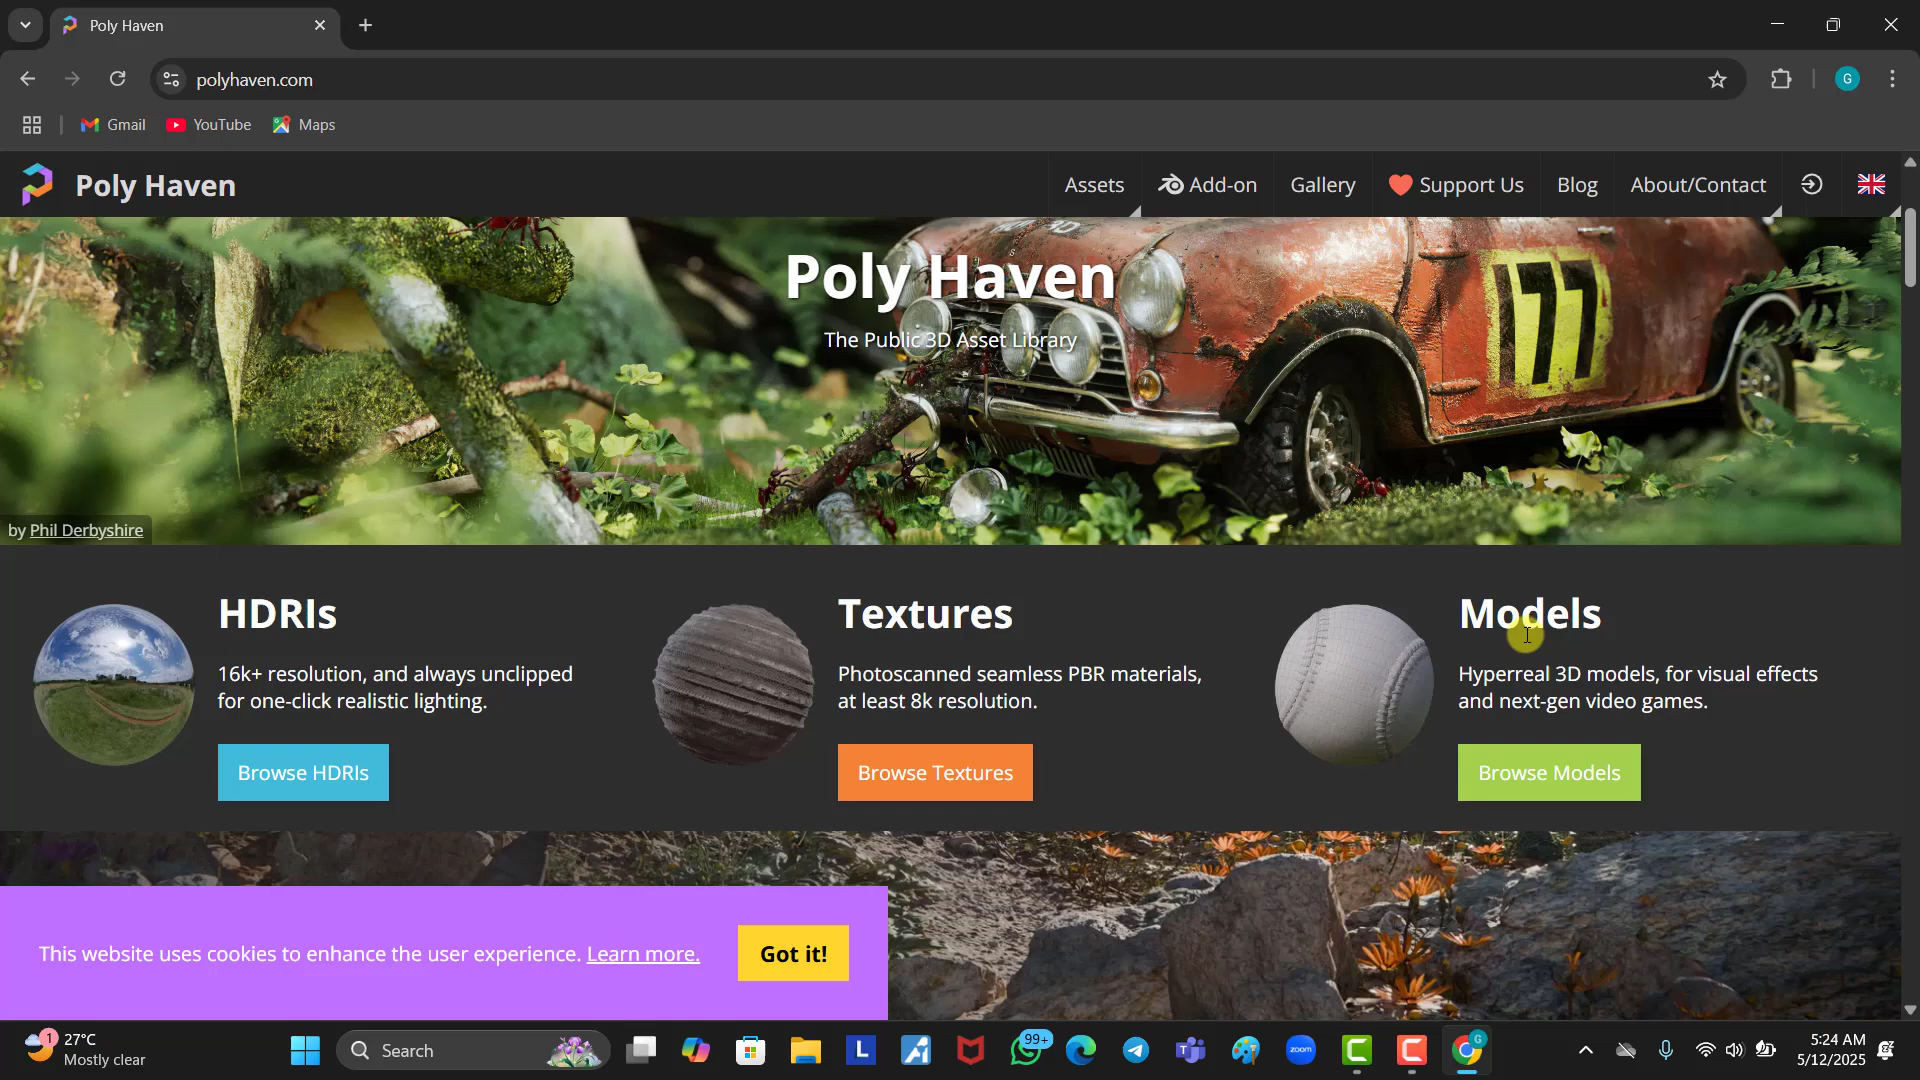 Poly Haven
polyhaven.com
G
Gmail
YouTube
Maps
Poly Haven
Assets
Add-on
Gallery
Support Us
Blog
About/Contact
Poly Haven
The Public 3D Asset Library
77
by Phil Derbyshire
HDRIs
16k+ resolution, and always unclipped
for one-click realistic lighting.
Browse HDRIs
Textures
Photoscanned seamless PBR materials,
at least 8k resolution.
Browse Textures
Models
Hyperreal 3D models, for visual effects
and next-gen video games.
Browse Models
This website uses cookies to enhance the user experience. Learn more.
Got it!
1
27°C
Mostly clear
Search
L
99+
zoom
G
5:24 AM
5/12/2025